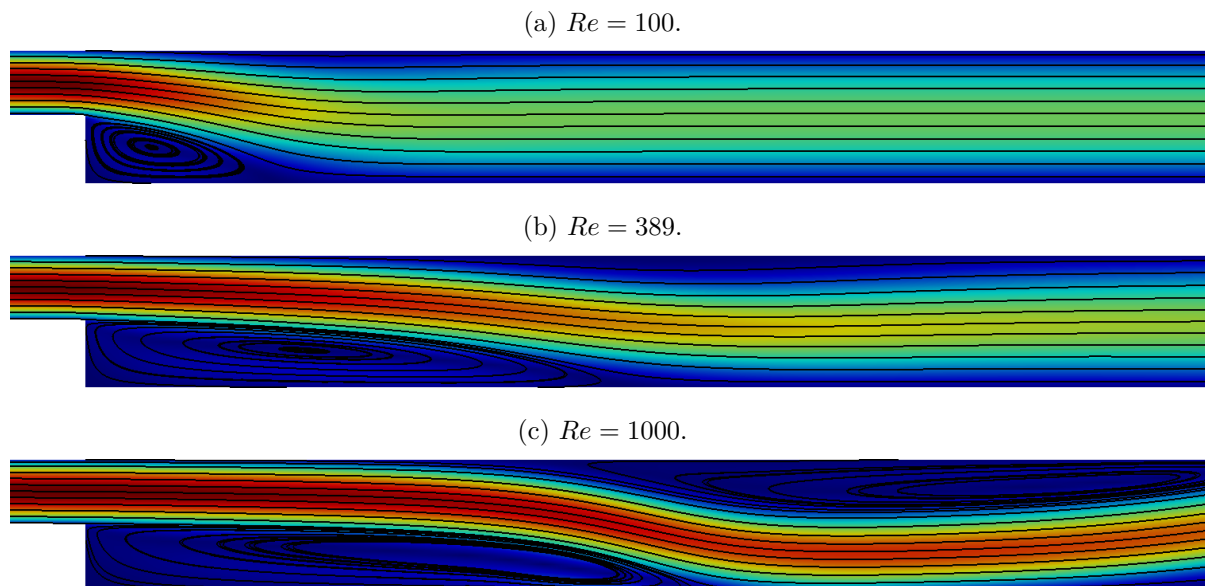 (a) Re = 100.
(b) Re = 389.
(c) Re = 1000.